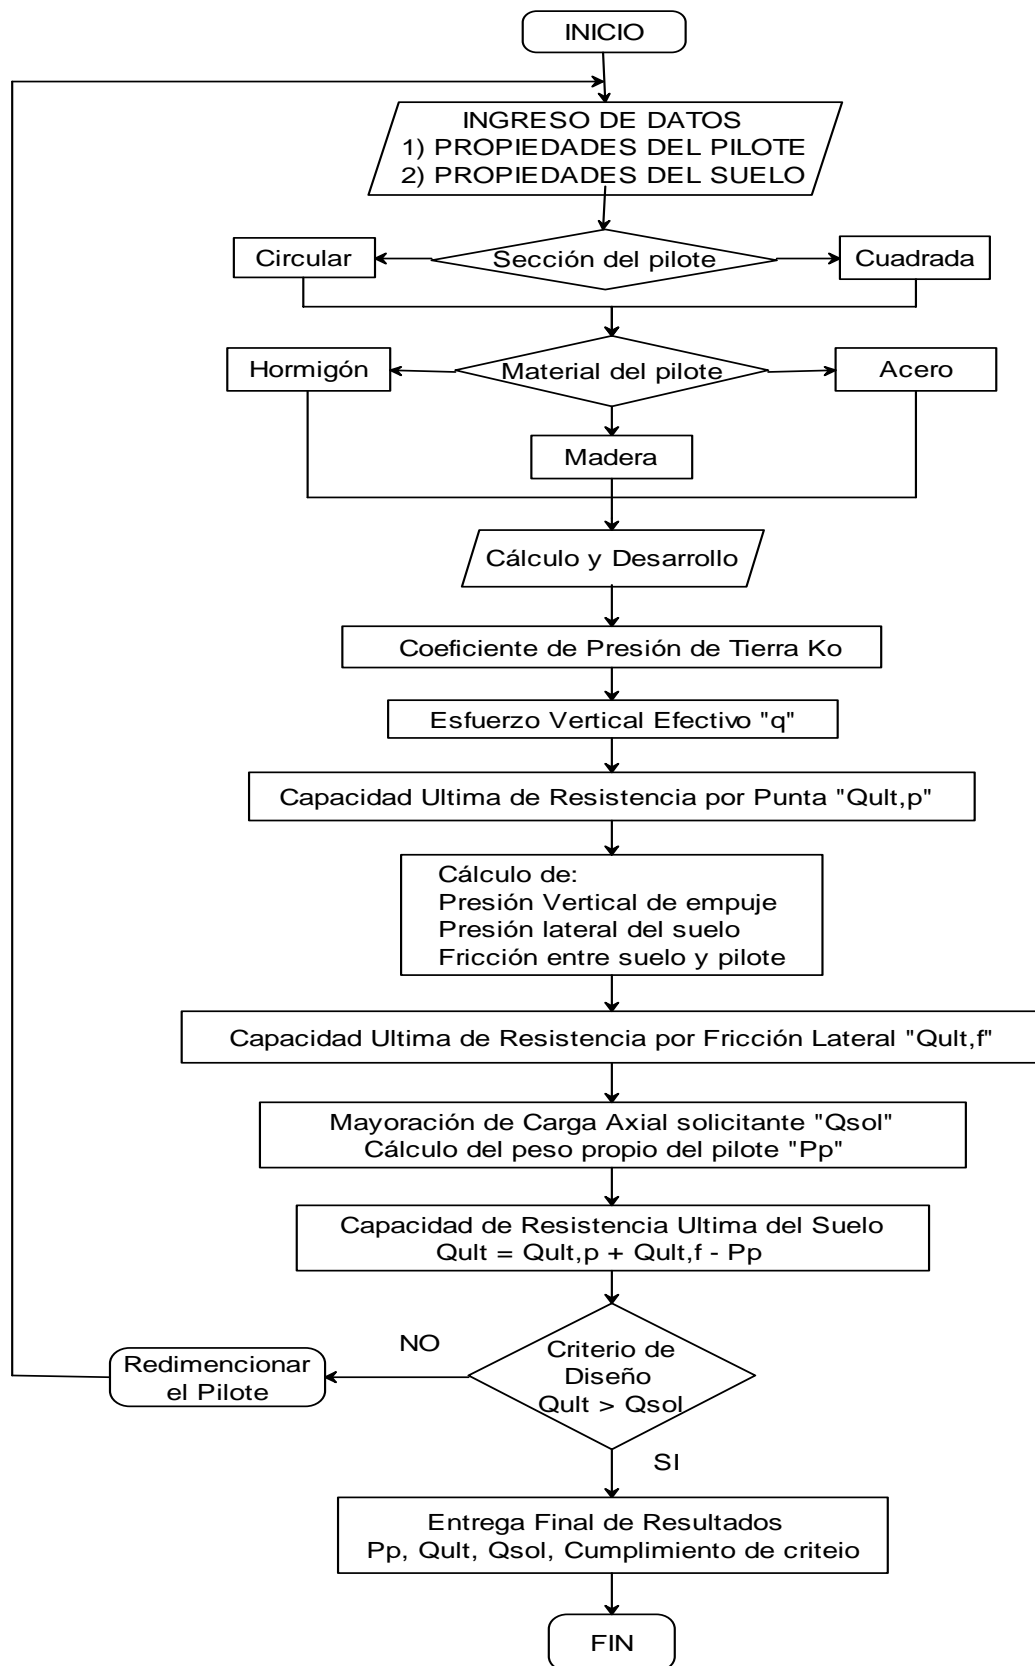 INICIO
INGRESO DE DATOS
1) PROPIEDADES DEL PILOTE
2) PROPIEDADES DEL SUELO
Circular
Sección del pilote
Cuadrada
Hormigón
Material del pilote
Acero
Madera
Cálculo y Desarrollo
Coeficiente de Presión de Tierra Ko
Esfuerzo Vertical Efectivo "q"
Capacidad Ultima de Resistencia por Punta "Qult,p"
Cálculo de:
Presión Vertical de empuje
Presión lateral del suelo
Fricción entre suelo y pilote
Capacidad Ultima de Resistencia por Fricción Lateral "Qult,f"
Mayoración de Carga Axial solicitante "Qsol"
Cálculo del peso propio del pilote "Pp"
Capacidad de Resistencia Ultima del Suelo
Qult = Qult,p + Qult,f - Pp
NO
Redimencionar
el Pilote
Criterio de
Diseño
Qult > Qsol
SI
Entrega Final de Resultados
Pp, Qult, Qsol, Cumplimiento de criteio
FIN